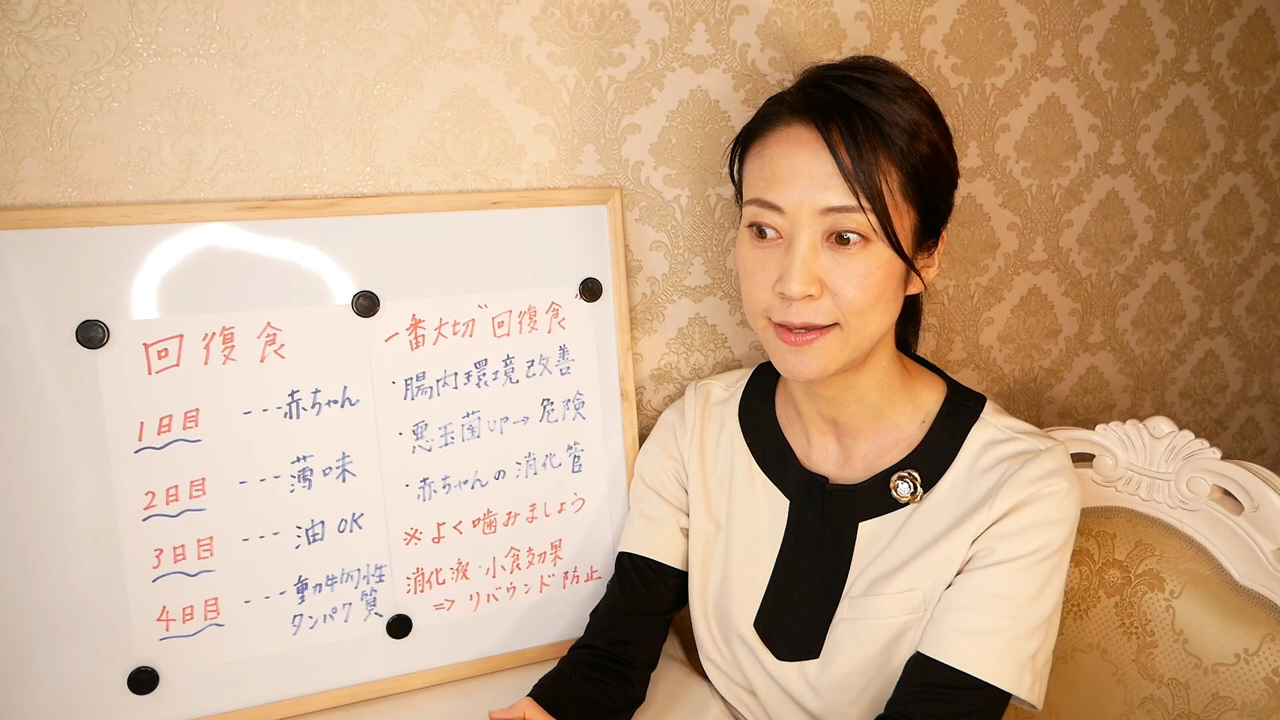 回復食
1日目 ---赤ちゃん
2日目 ---薄味
3日目 ---油OK
4日目 ---動物性
タンパク質
一番大切"回復食"
・腸内環境改善
・悪玉菌UP→危険
・赤ちゃんの消化管
※よく噛みましょう
消化液・小食効果
=>リバウンド防止